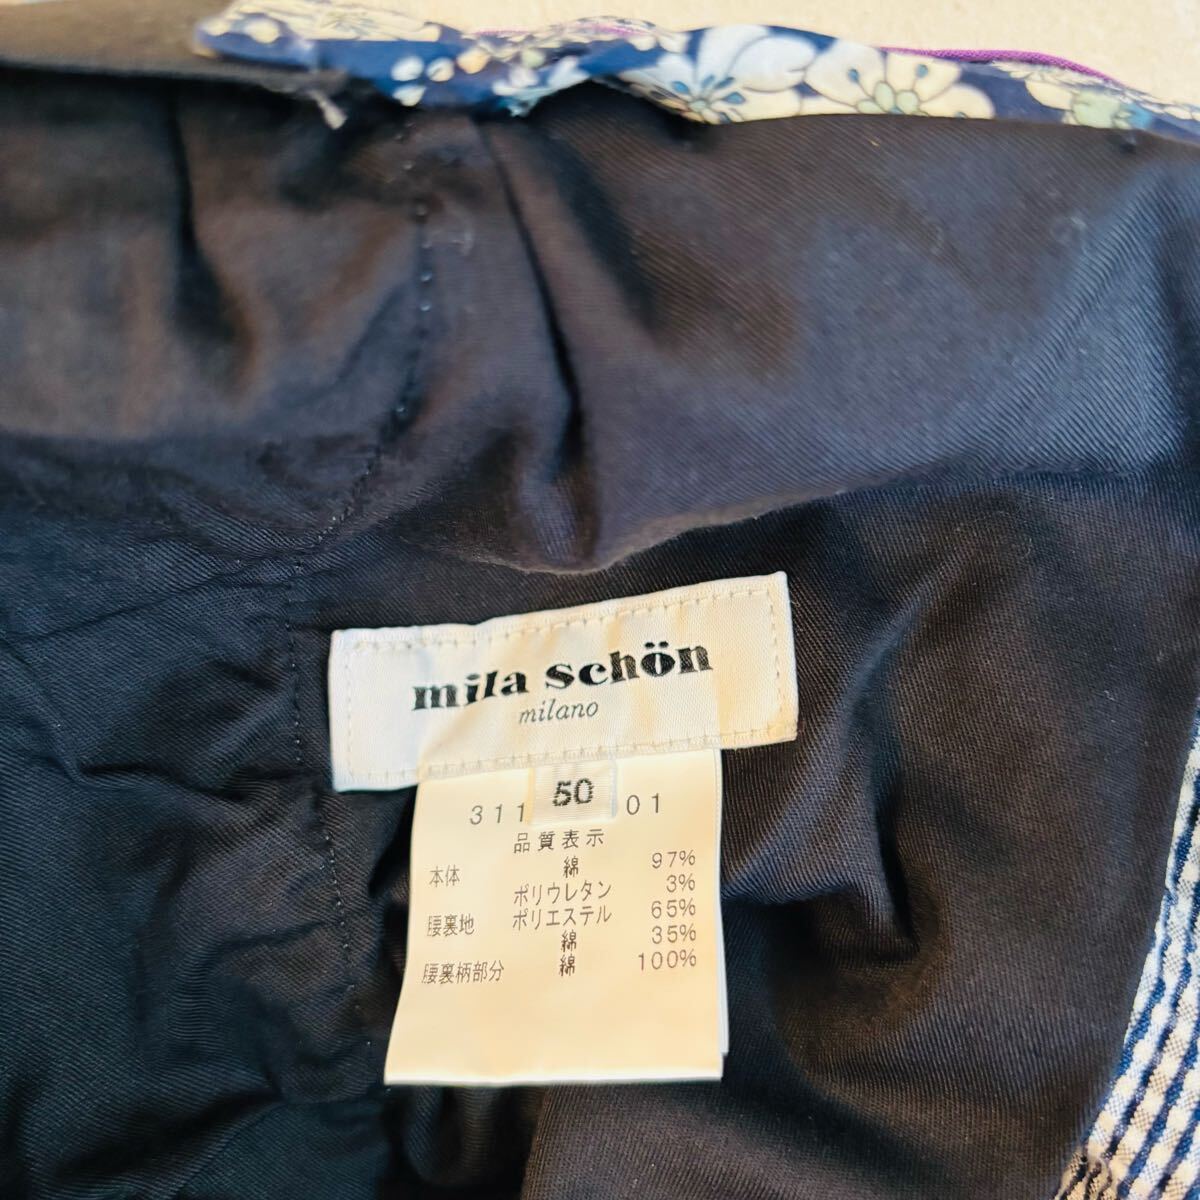 mila schön
milano
50
311 01
品質表示
本体 綿 97%
ポリウレタン 3%
腰裏地 ポリエステル 65%
綿 35%
腰裏柄部分 綿 100%